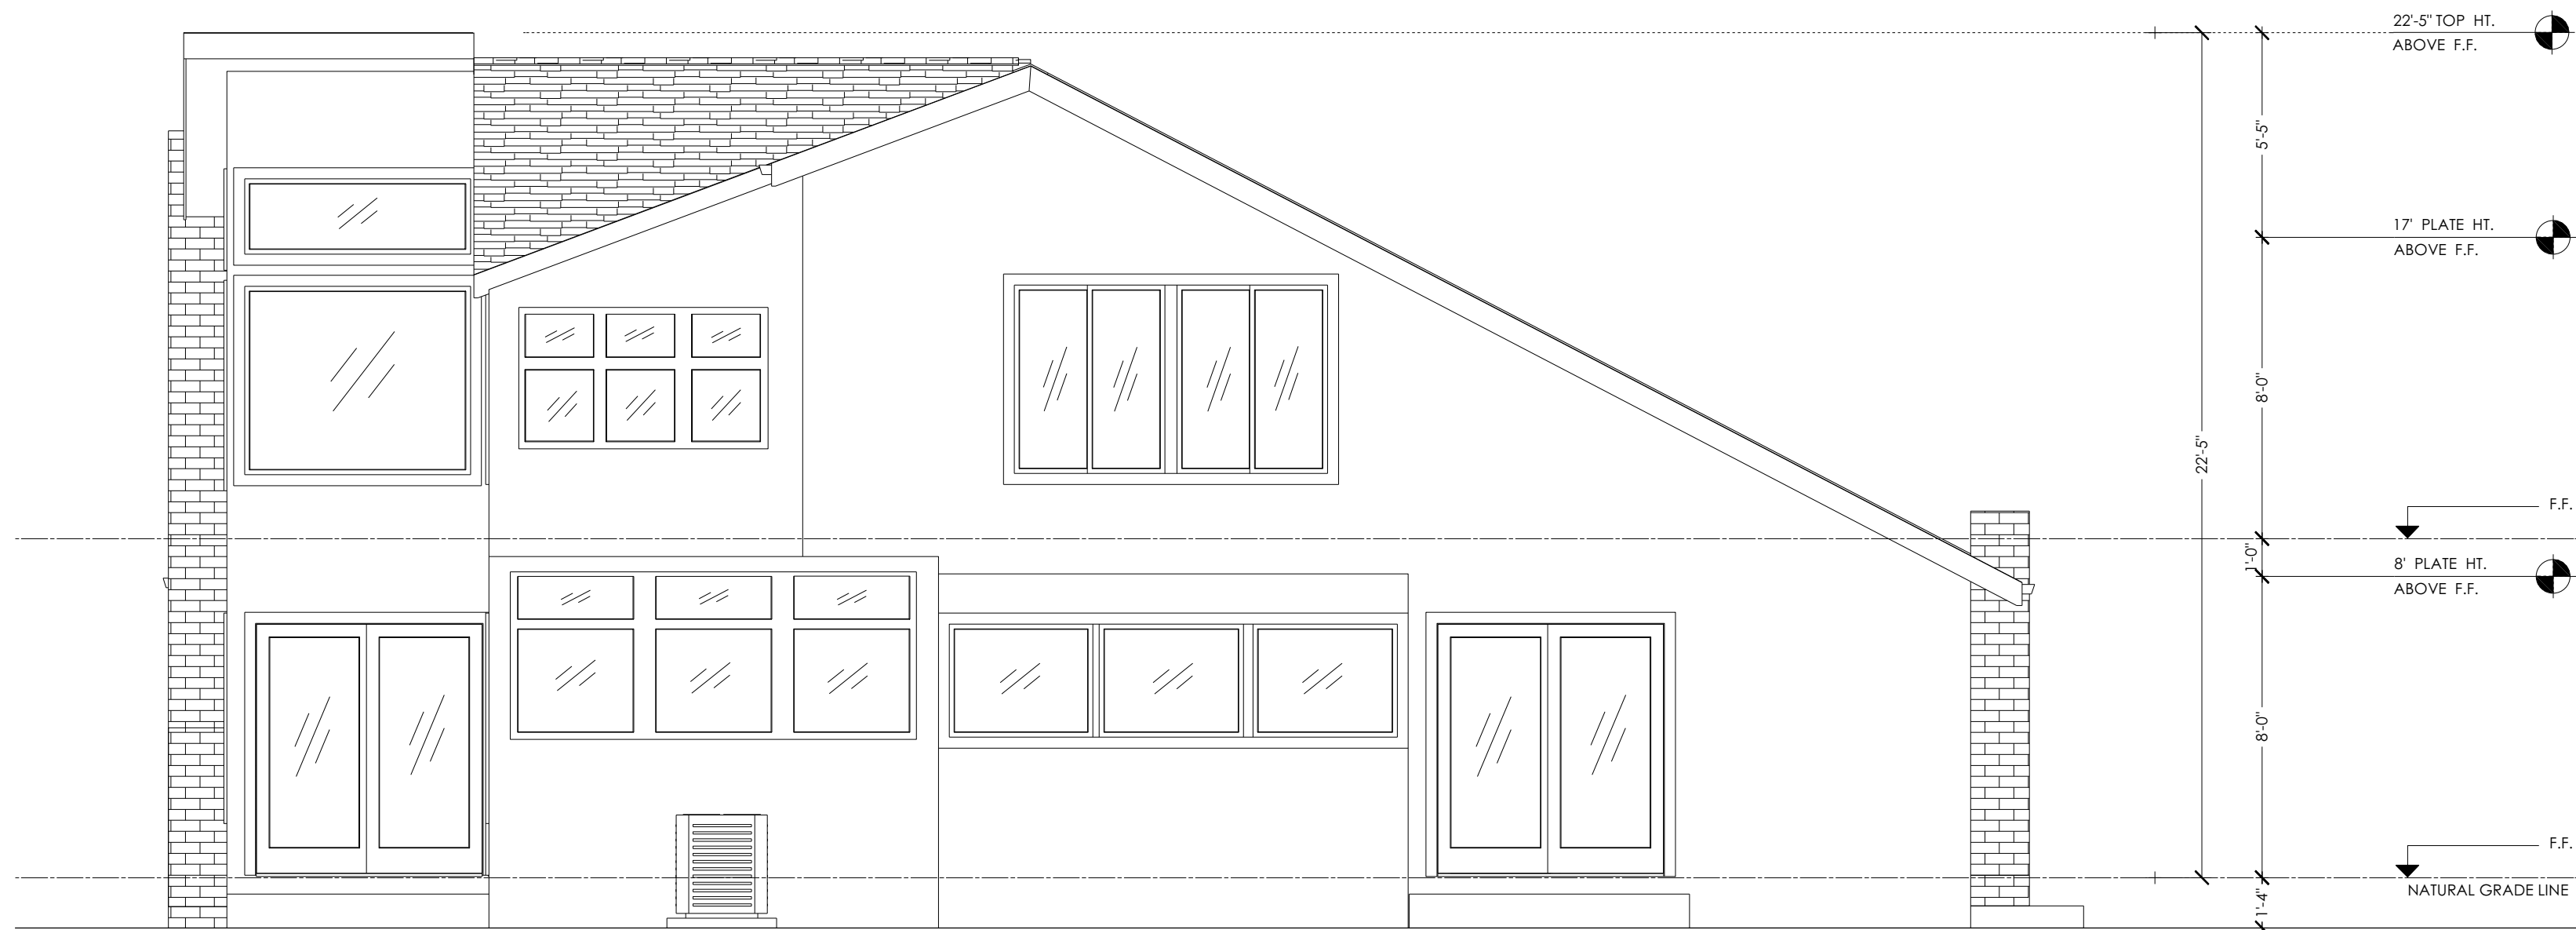 22'-5" TOP HT.
ABOVE F.F.
5'-5"
17' PLATE HT.
ABOVE F.F.
8'-0"
22'-5"
F.F.
1'-0"
8' PLATE HT.
ABOVE F.F.
8'-0"
F.F.
NATURAL GRADE LINE
1'-4"